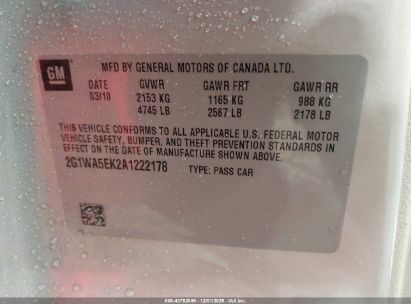 GM
MFD BY GENERAL MOTORS OF CANADA LTD.
DATE GVWR GAWR FRT GAWR RR
03/10 2153 KG 1165 KG 988 KG
4745 LB 2567 LB 2178 LB
THIS VEHICLE CONFORMS TO ALL APPLICABLE U.S. FEDERAL MOTOR
VEHICLE SAFETY, BUMPER, AND THEFT PREVENTION STANDARDS IN
EFFECT ON THE DATE OF MANUFACTURE SHOWN ABOVE.
2G1WA5EK2A1222178 TYPE: PASS CAR